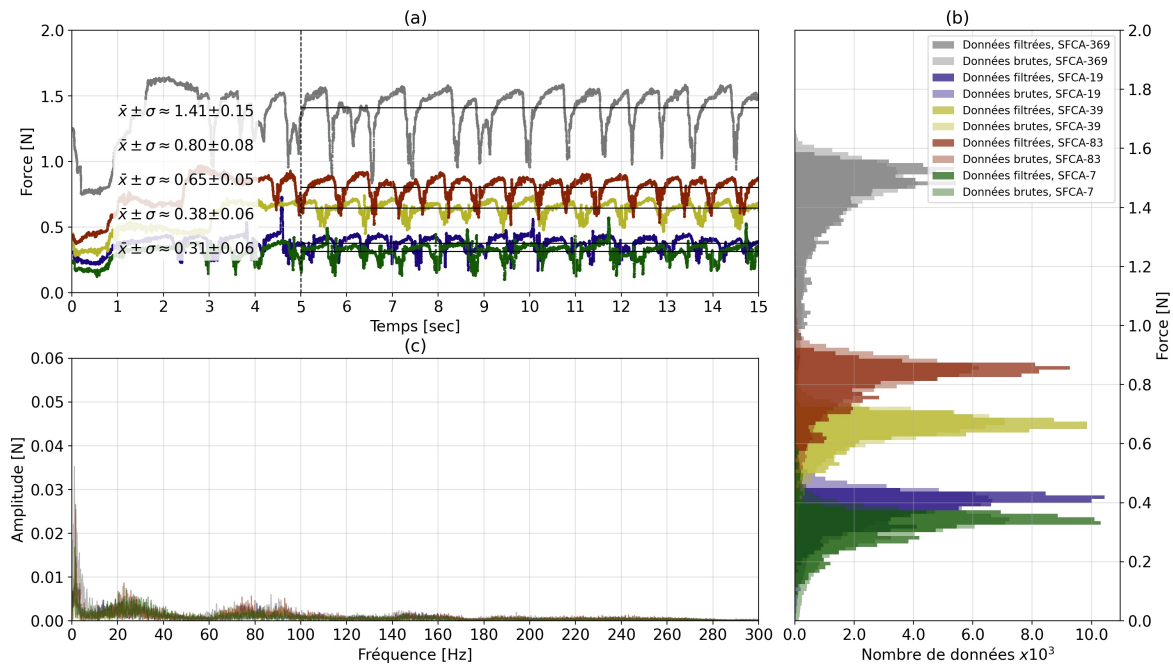 (a)
2.0
1.5
1.0
0.5
0.0
Force [N]
x̄ ± σ ≈ 1.41±0.15
x̄ ± σ ≈ 0.80±0.08
x̄ ± σ ≈ 0.65±0.05
x̄ ± σ ≈ 0.38±0.06
x̄ ± σ ≈ 0.31±0.06
0 1 2 3 4 5 6 7 8 9 10 11 12 13 14 15
Temps [sec]
(b)
Données filtrées, SFCA-369
Données brutes, SFCA-369
Données filtrées, SFCA-19
Données brutes, SFCA-19
Données filtrées, SFCA-39
Données brutes, SFCA-39
Données filtrées, SFCA-83
Données brutes, SFCA-83
Données filtrées, SFCA-7
Données brutes, SFCA-7
2.0
1.8
1.6
1.4
1.2
1.0
0.8
0.6
0.4
0.2
0.0
Force [N]
0.0 2.0 4.0 6.0 8.0 10.0
Nombre de données x10³
(c)
0.06
0.05
0.04
0.03
0.02
0.01
0.00
Amplitude [N]
0 20 40 60 80 100 120 140 160 180 200 220 240 260 280 300
Fréquence [Hz]